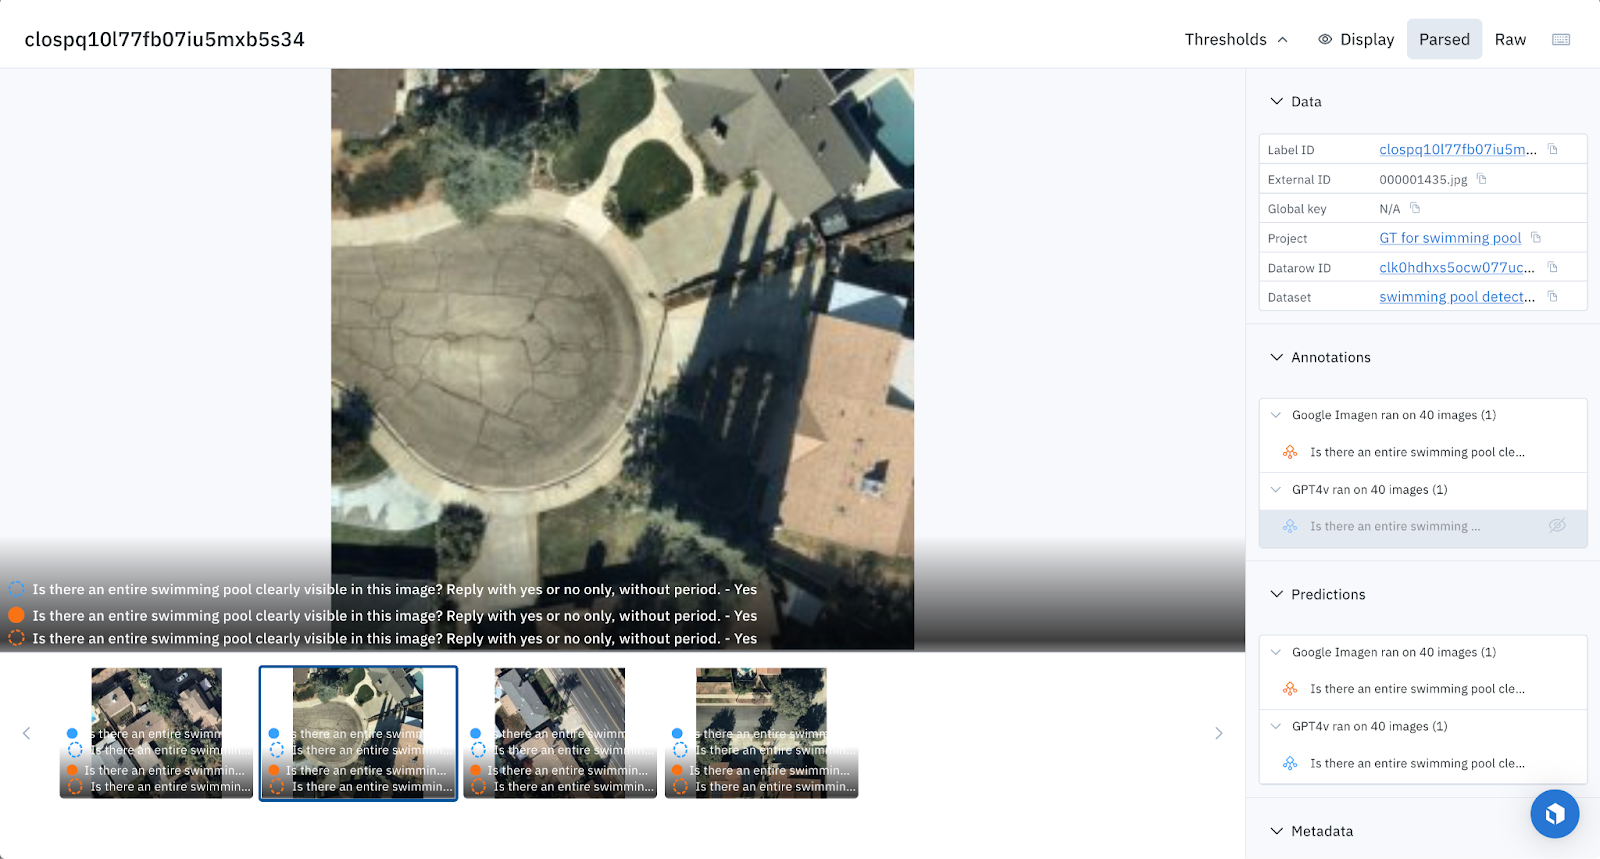 clospq10l77fb07iu5mxb5s34
Thresholds Display Parsed Raw
Data
Label ID clospq10l77fb07iu5m...
External ID 000001435.jpg
Global key N/A
Project GT for swimming pool
Datarow ID clk0hdhxs5ocw077uc...
Dataset swimming pool detect...
Annotations
Google Imagen ran on 40 images (1)
Is there an entire swimming pool cle...
GPT4v ran on 40 images (1)
Is there an entire swimming ...
Predictions
Google Imagen ran on 40 images (1)
Is there an entire swimming pool cle...
GPT4v ran on 40 images (1)
Is there an entire swimming pool cle...
Metadata
Is there an entire swimming pool clearly visible in this image? Reply with yes or no only, without period. - Yes
Is there an entire swimming pool clearly visible in this image? Reply with yes or no only, without period. - Yes
Is there an entire swimming pool clearly visible in this image? Reply with yes or no only, without period. - Yes
Is there an entire swimm
Is there an entire swimm...
Is there an entire swimmin...
Is there an entire swimmin...
Is there an entire swimm
Is there an entire swimm...
Is there an entire swimmin...
Is there an entire swimmin...
Is there an entire swimm
Is there an entire swimm...
Is there an entire swimmin...
Is there an entire swimmin...
Is there an entire swimm
Is there an entire swimm...
Is there an entire swimmin...
Is there an entire swimmin...